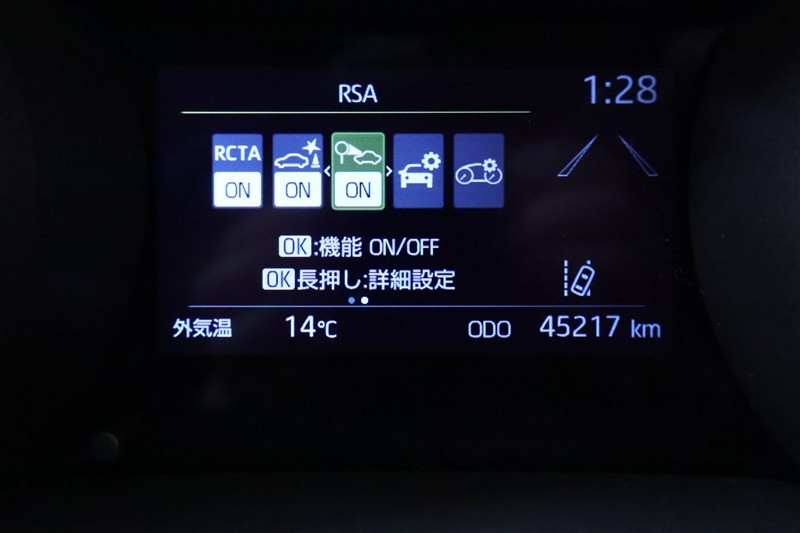 RSA 1:28
RCTA
ON ON ON
OK:機能 ON/OFF
OK長押し:詳細設定
外気温 14℃ ODO 45217 km